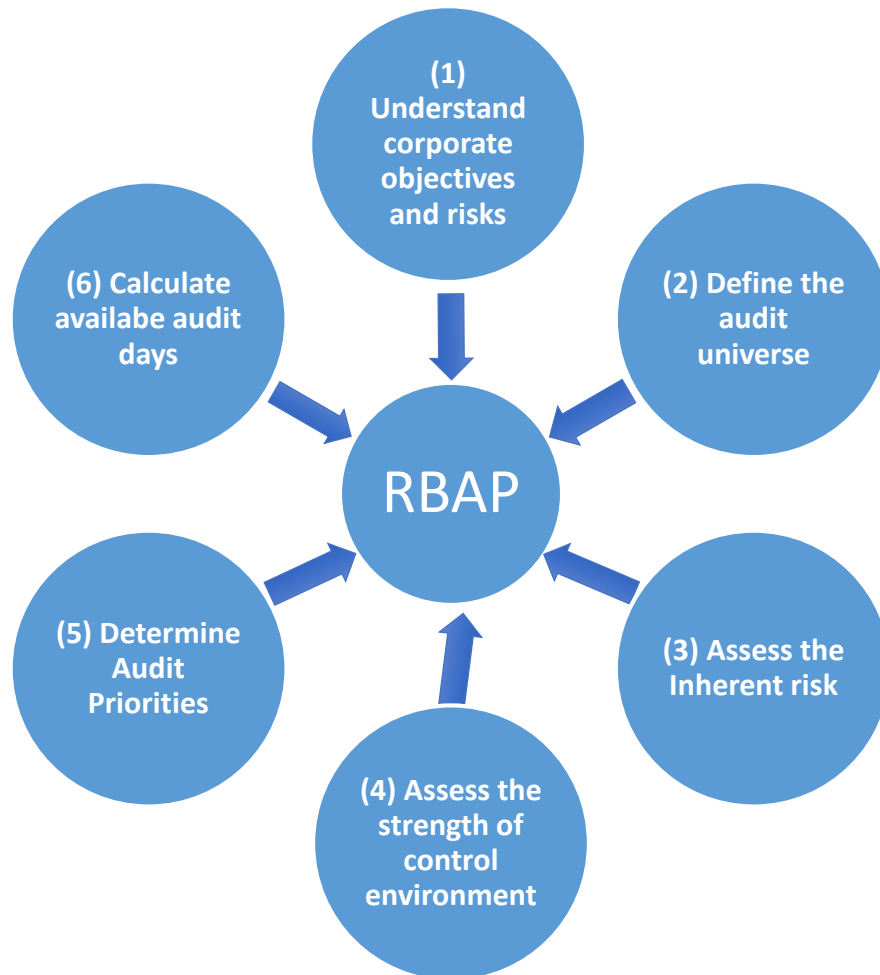 (1)
Understand
corporate
objectives
and risks
(2) Define the
audit
universe
(3) Assess the
Inherent risk
(4) Assess the
strength of
control
environment
(5) Determine
Audit
Priorities
(6) Calculate
availabe audit
days
RBAP